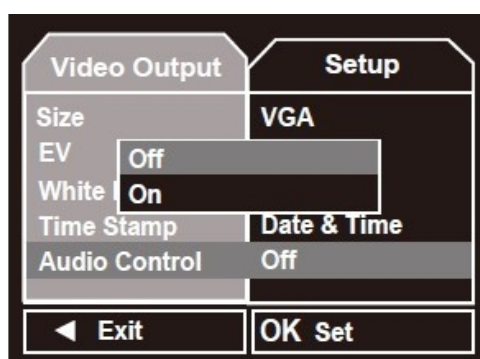 Video Output Setup
Size VGA
EV
Off
White
On
Time Stamp Date & Time
Audio Control Off
◀ Exit OK Set